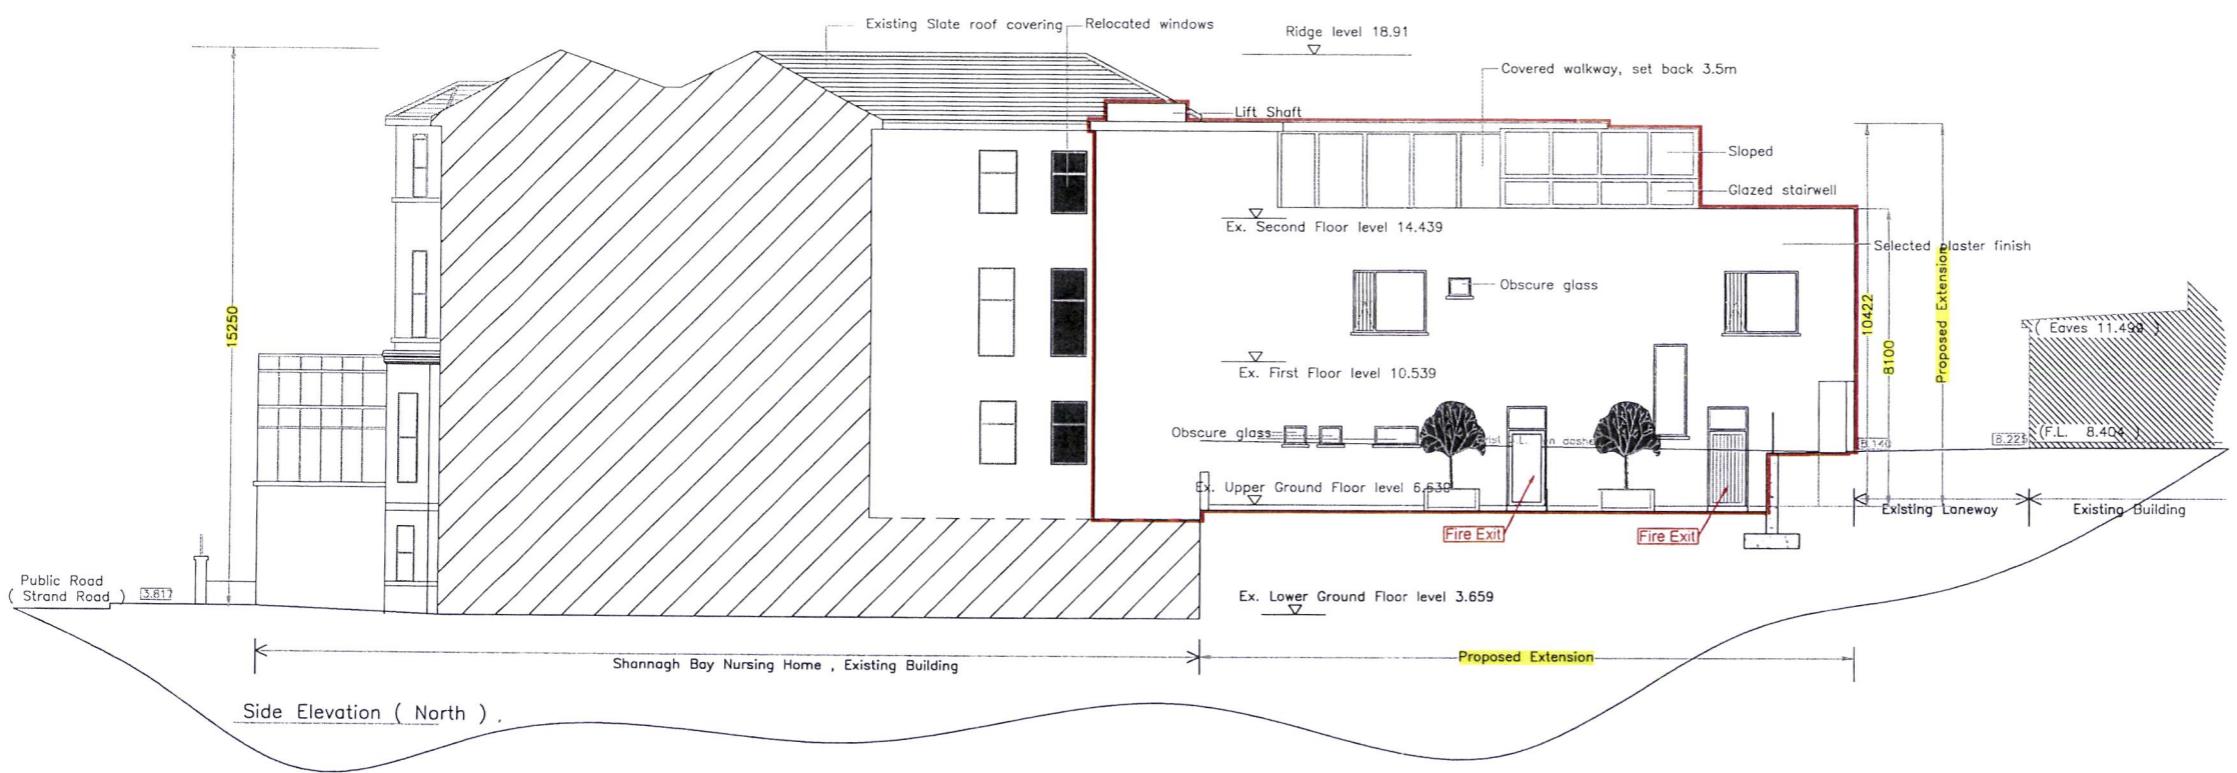 Existing Slate roof covering
Relocated windows
Ridge level 18.91
Covered walkway, set back 3.5m
Lift Shaft
Sloped
Glazed stairwell
Ex. Second Floor level 14.439
Selected plaster finish
Obscure glass
15250
10422
8100
Proposed Extension
( Eaves 11.499 )
Ex. First Floor level 10.539
Obscure glass
8.140
8.225
(F.L. 8.404 )
Ex. Upper Ground Floor level 6.639
Fire Exit
Fire Exit
Existing Laneway
Existing Building
Public Road
( Strand Road )
3.617
Ex. Lower Ground Floor level 3.659
Shannagh Bay Nursing Home , Existing Building
Proposed Extension
Side Elevation ( North ) .